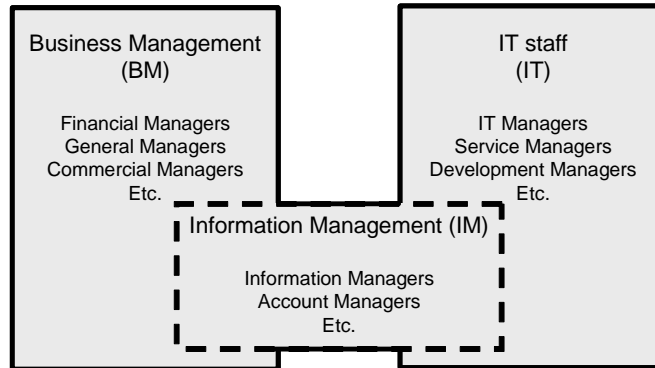 Business Management
(BM)
Financial Managers
General Managers
Commercial Managers
Etc.
IT staff
(IT)
IT Managers
Service Managers
Development Managers
Etc.
Information Management (IM)
Information Managers
Account Managers
Etc.